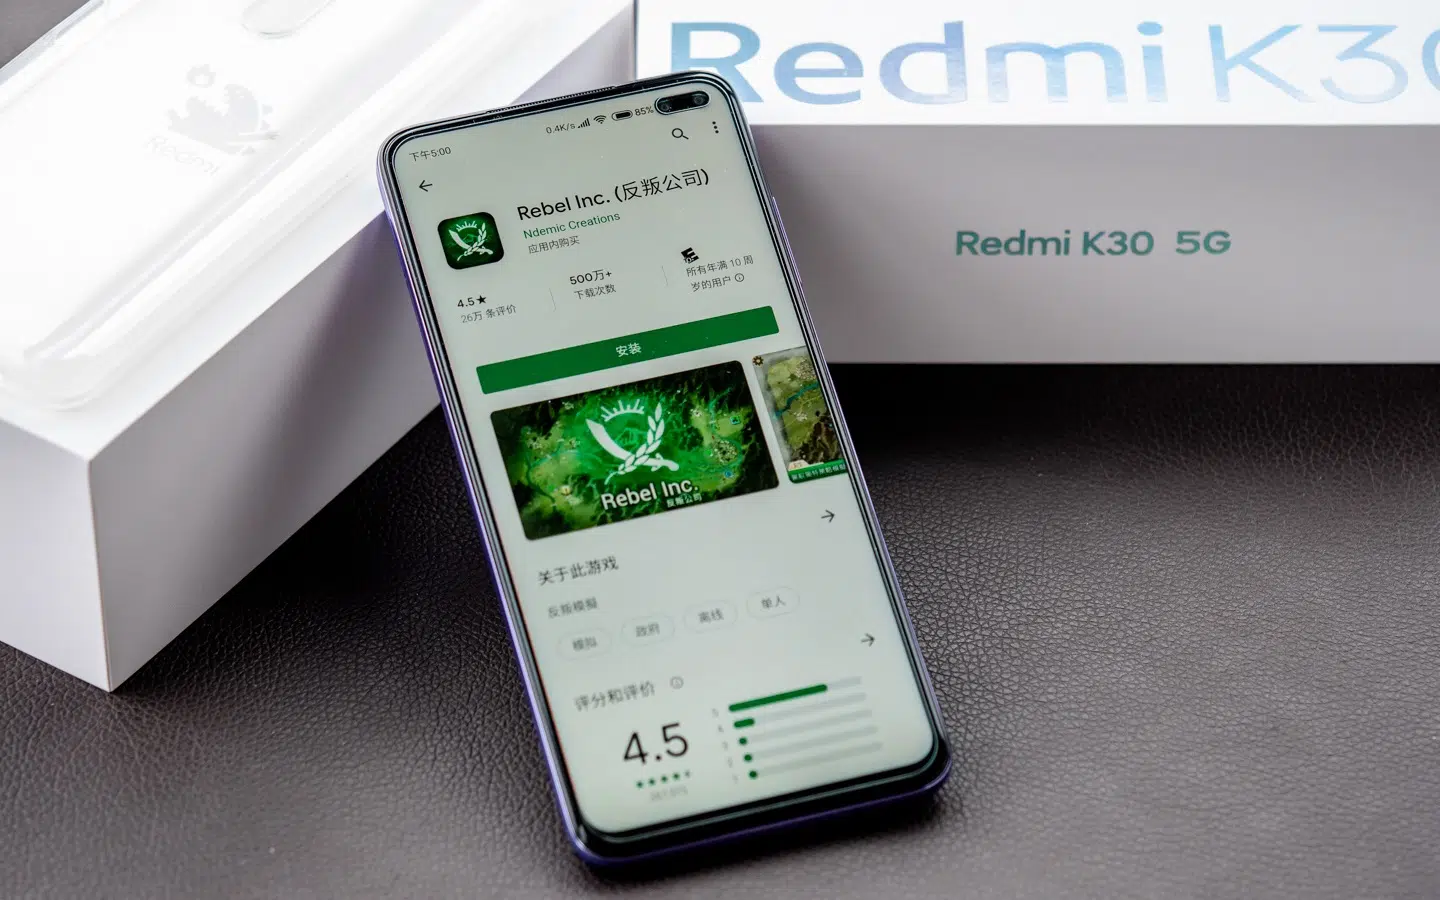 Redmi
Redmi K30
Redmi K30 5G
下午5:00
0.4K/s
85%
Rebel Inc. (反叛公司)
Ndemic Creations
应用内购买
4.5★
26万 条评价
500万+
下载次数
E
所有年满 10 周
岁的用户
安装
Rebel Inc.
反叛公司
关于此游戏
反叛模拟
模拟
政府
离线
单人
评分和评价
4.5
5
4
3
2
1